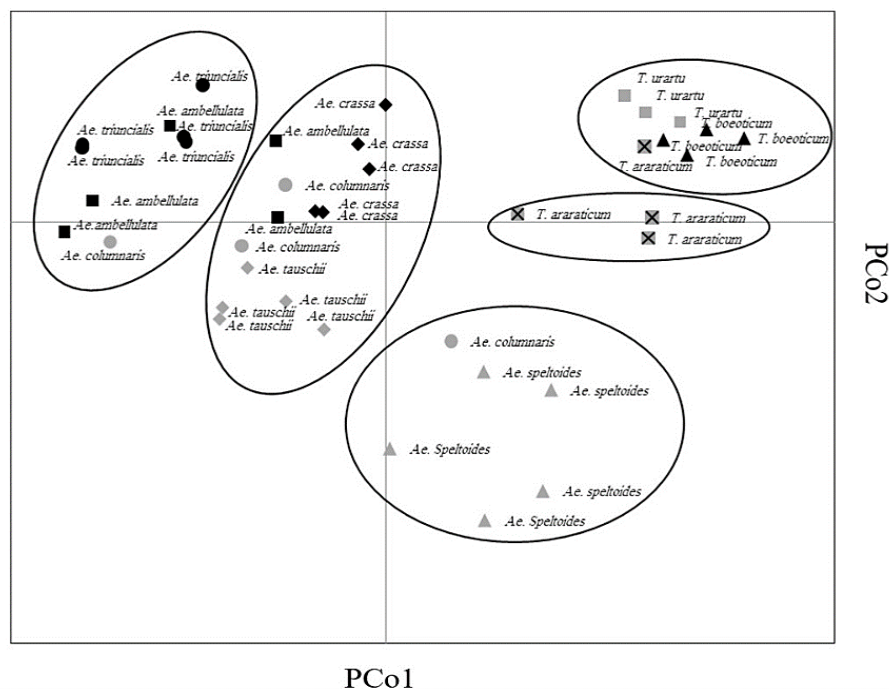 Ae. triuncialis
Ae. ambellulata
Ae. triuncialis
Ae. triuncialis
Ae. triuncialis
Ae. triuncialis
Ae. ambellulata
Ae.ambellulata
Ae. columnaris
Ae. crassa
Ae. ambellulata
Ae. crassa
Ae. crassa
Ae. columnaris
Ae. crassa
Ae. crassa
Ae. ambellulata
Ae. columnaris
Ae. tauschii
Ae. tauschii
Ae. tauschii
Ae. tauschii
Ae. tauschii
T. urartu
T. urartu
T. urartu
T. boeoticum
T. boeoticum
T. boeoticum
T. boeoticum
T. araraticum
T. araraticum
T. araraticum
T. araraticum
Ae. columnaris
Ae. speltoides
Ae. speltoides
Ae. Speltoides
Ae. speltoides
Ae. Speltoides
PCo2
PCo1